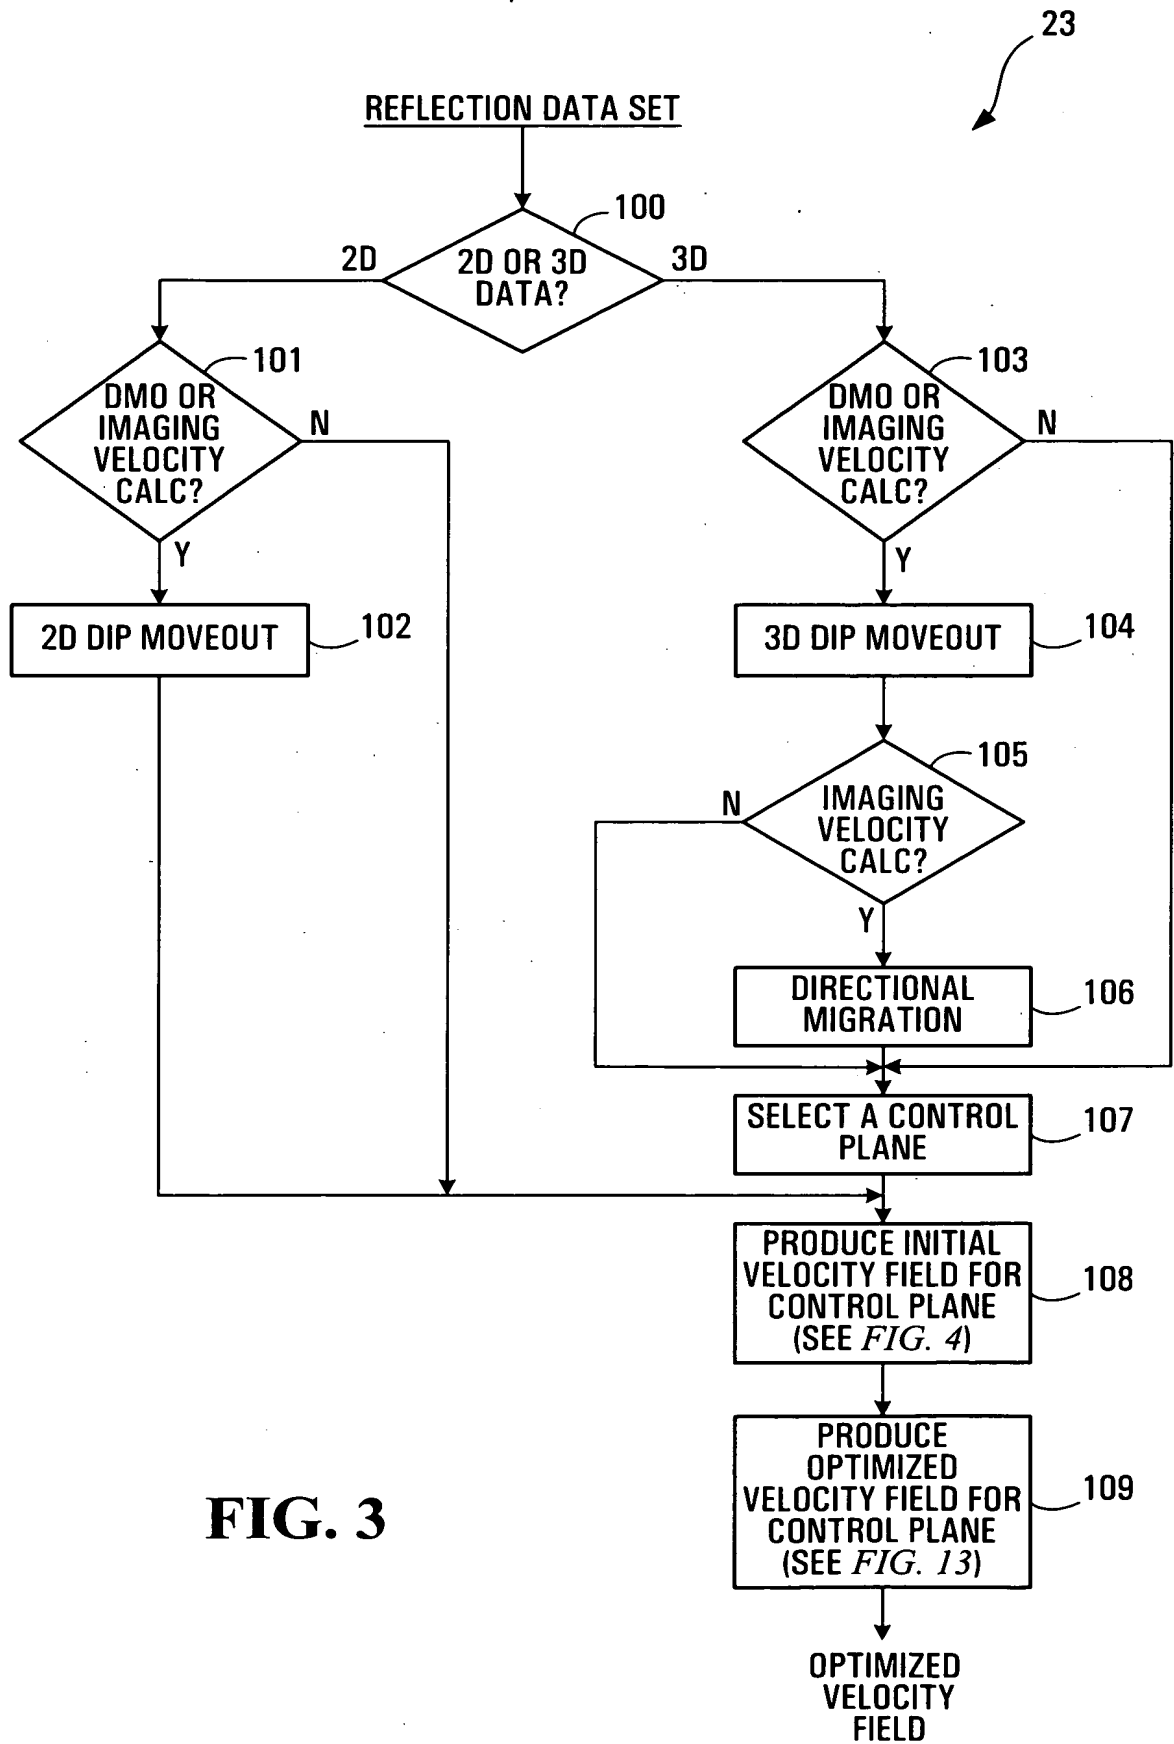 23
REFLECTION DATA SET
100
2D
2D OR 3D
DATA?
3D
101
DMO OR
IMAGING
VELOCITY
CALC?
N
Y
103
DMO OR
IMAGING
VELOCITY
CALC?
N
Y
2D DIP MOVEOUT
102
3D DIP MOVEOUT
104
105
N
IMAGING
VELOCITY
CALC?
Y
DIRECTIONAL
MIGRATION
106
SELECT A CONTROL
PLANE
107
PRODUCE INITIAL
VELOCITY FIELD FOR
CONTROL PLANE
(SEE FIG. 4)
108
PRODUCE
OPTIMIZED
VELOCITY FIELD FOR
CONTROL PLANE
(SEE FIG. 13)
109
FIG. 3
OPTIMIZED
VELOCITY
FIELD